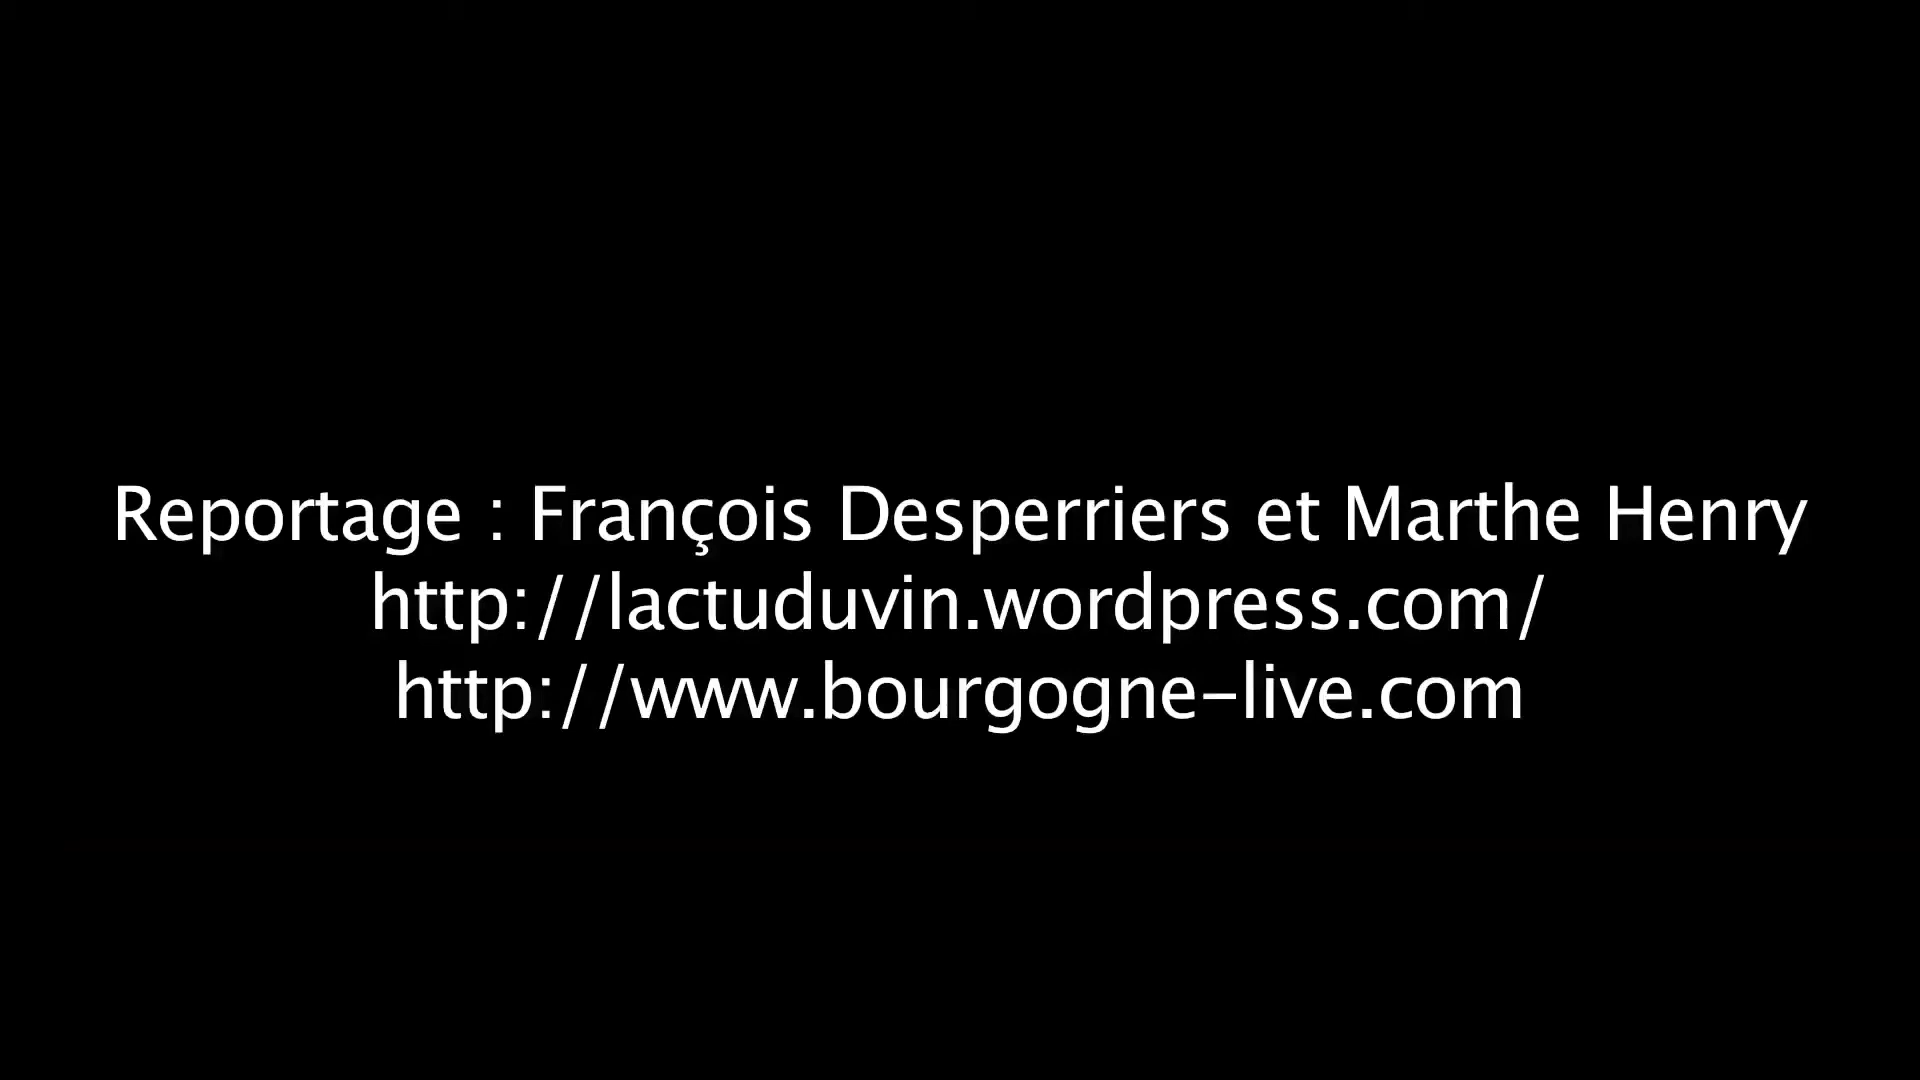 Reportage : François Desperriers et Marthe Henry
http://lactuduvin.wordpress.com/
http://www.bourgogne-live.com